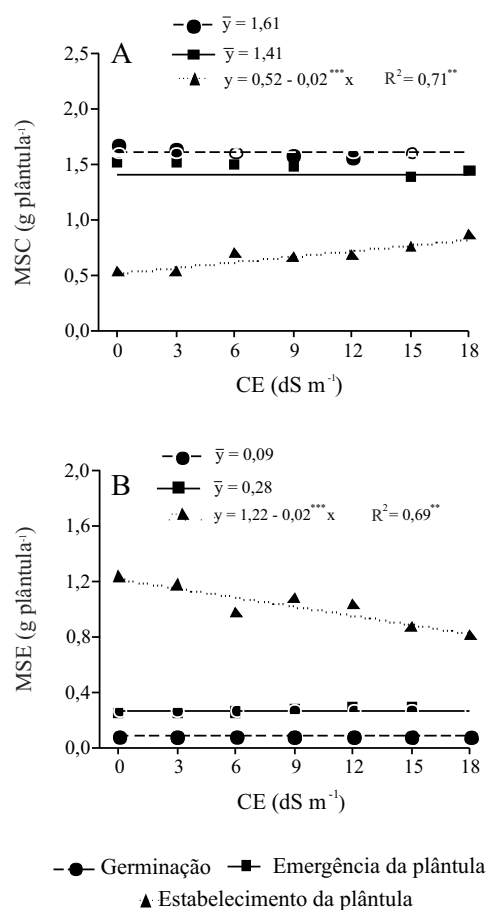 ȳ = 1,61
A
ȳ = 1,41
y = 0,52 - 0,02***x R² = 0,71**
2,5
2,0
1,5
1,0
0,5
0,0
MSC (g plântula-¹)
0 3 6 9 12 15 18
CE (dS m⁻¹)
ȳ = 0,09
B
ȳ = 0,28
y = 1,22 - 0,02***x R² = 0,69**
2,0
1,6
1,2
0,8
0,4
0,0
MSE (g plântula-¹)
0 3 6 9 12 15 18
CE (dS m⁻¹)
Germinação Emergência da plântula
Estabelecimento da plântula